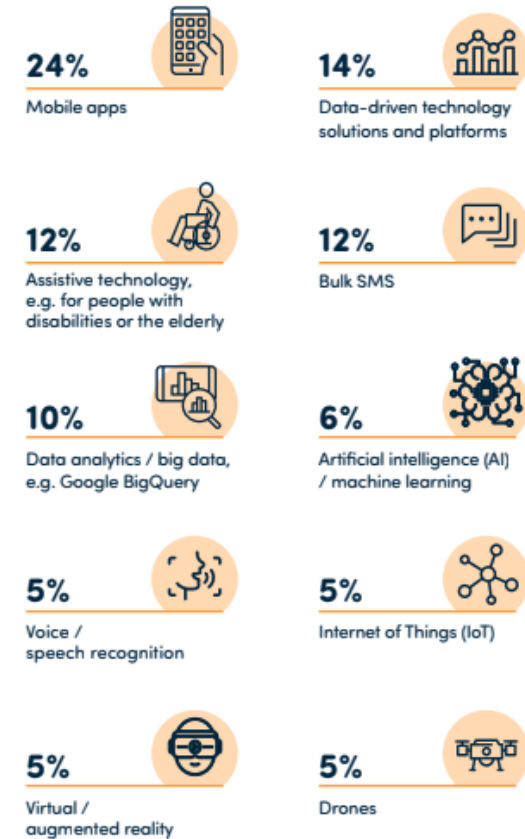 24%
Mobile apps
14%
Data-driven technology
solutions and platforms
12%
Assistive technology,
e.g. for people with
disabilities or the elderly
12%
Bulk SMS
10%
Data analytics / big data,
e.g. Google BigQuery
6%
Artificial intelligence (AI)
/ machine learning
5%
Voice /
speech recognition
5%
Internet of Things (IoT)
5%
Virtual /
augmented reality
5%
Drones